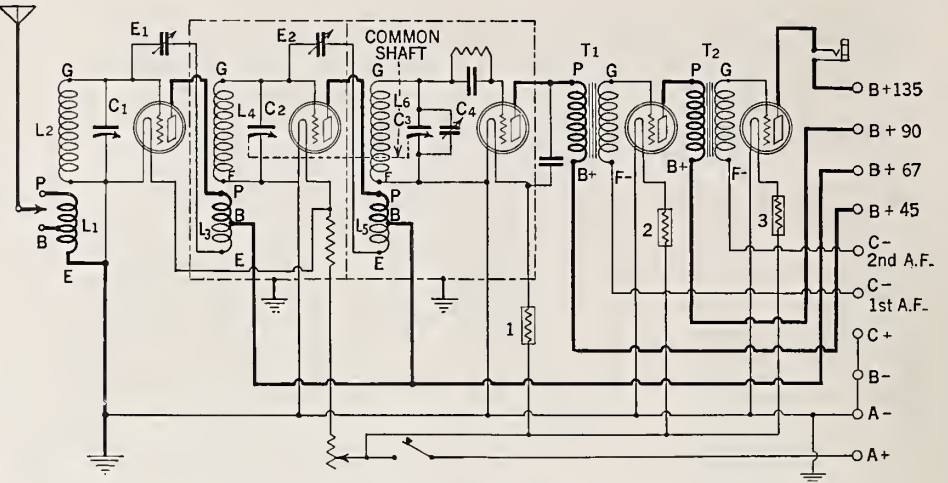 E1
E2
COMMON
SHAFT
T1
T2
G
G
G
P
G
P
G
C1
L2
L4
C2
L6
C3
C4
B+135
B+90
B+67
B+45
C-
2nd A.F.
C-
1st A.F-
C+
B-
A-
A+
F
F
B+
F-
B+
F-
P
B
L1
E
P
B
L3
E
P
B
L5
E
1
2
3